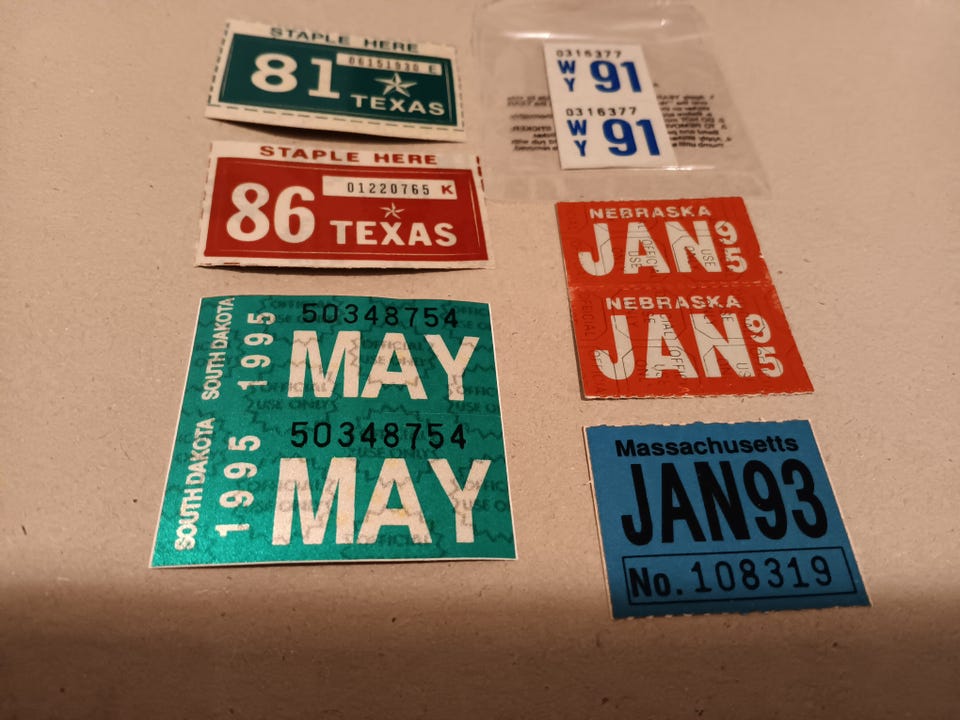 STAPLE HERE
81
06151930 E
TEXAS
STAPLE HERE
86
01220765 K
TEXAS
SOUTH DAKOTA
1995
50348754
MAY
SOUTH DAKOTA
1995
50348754
MAY
0316377
WY 91
0316377
WY 91
NEBRASKA
JAN 95
NEBRASKA
JAN 95
Massachusetts
JAN93
No. 108319